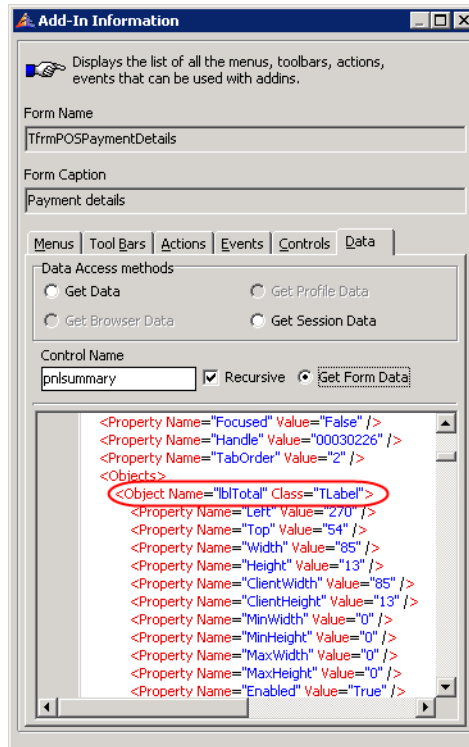 Add-In Information
Displays the list of all the menus, toolbars, actions,
events that can be used with addins.
Form Name
TfrmPOSPaymentDetails
Form Caption
Payment details
Menus Tool Bars Actions Events Controls Data
Data Access methods
Get Data Get Profile Data
Get Browser Data Get Session Data
Control Name
pnlsummary Recursive Get Form Data
<Property Name="Focused" Value="False" />
<Property Name="Handle" Value="00030226" />
<Property Name="TabOrder" Value="2" />
<Objects>
<Object Name="lblTotal" Class="TLabel">
<Property Name="Left" Value="270" />
<Property Name="Top" Value="54" />
<Property Name="Width" Value="85" />
<Property Name="Height" Value="13" />
<Property Name="ClientWidth" Value="85" />
<Property Name="ClientHeight" Value="13" />
<Property Name="MinWidth" Value="0" />
<Property Name="MinHeight" Value="0" />
<Property Name="MaxWidth" Value="0" />
<Property Name="MaxHeight" Value="0" />
<Property Name="Enabled" Value="True" />